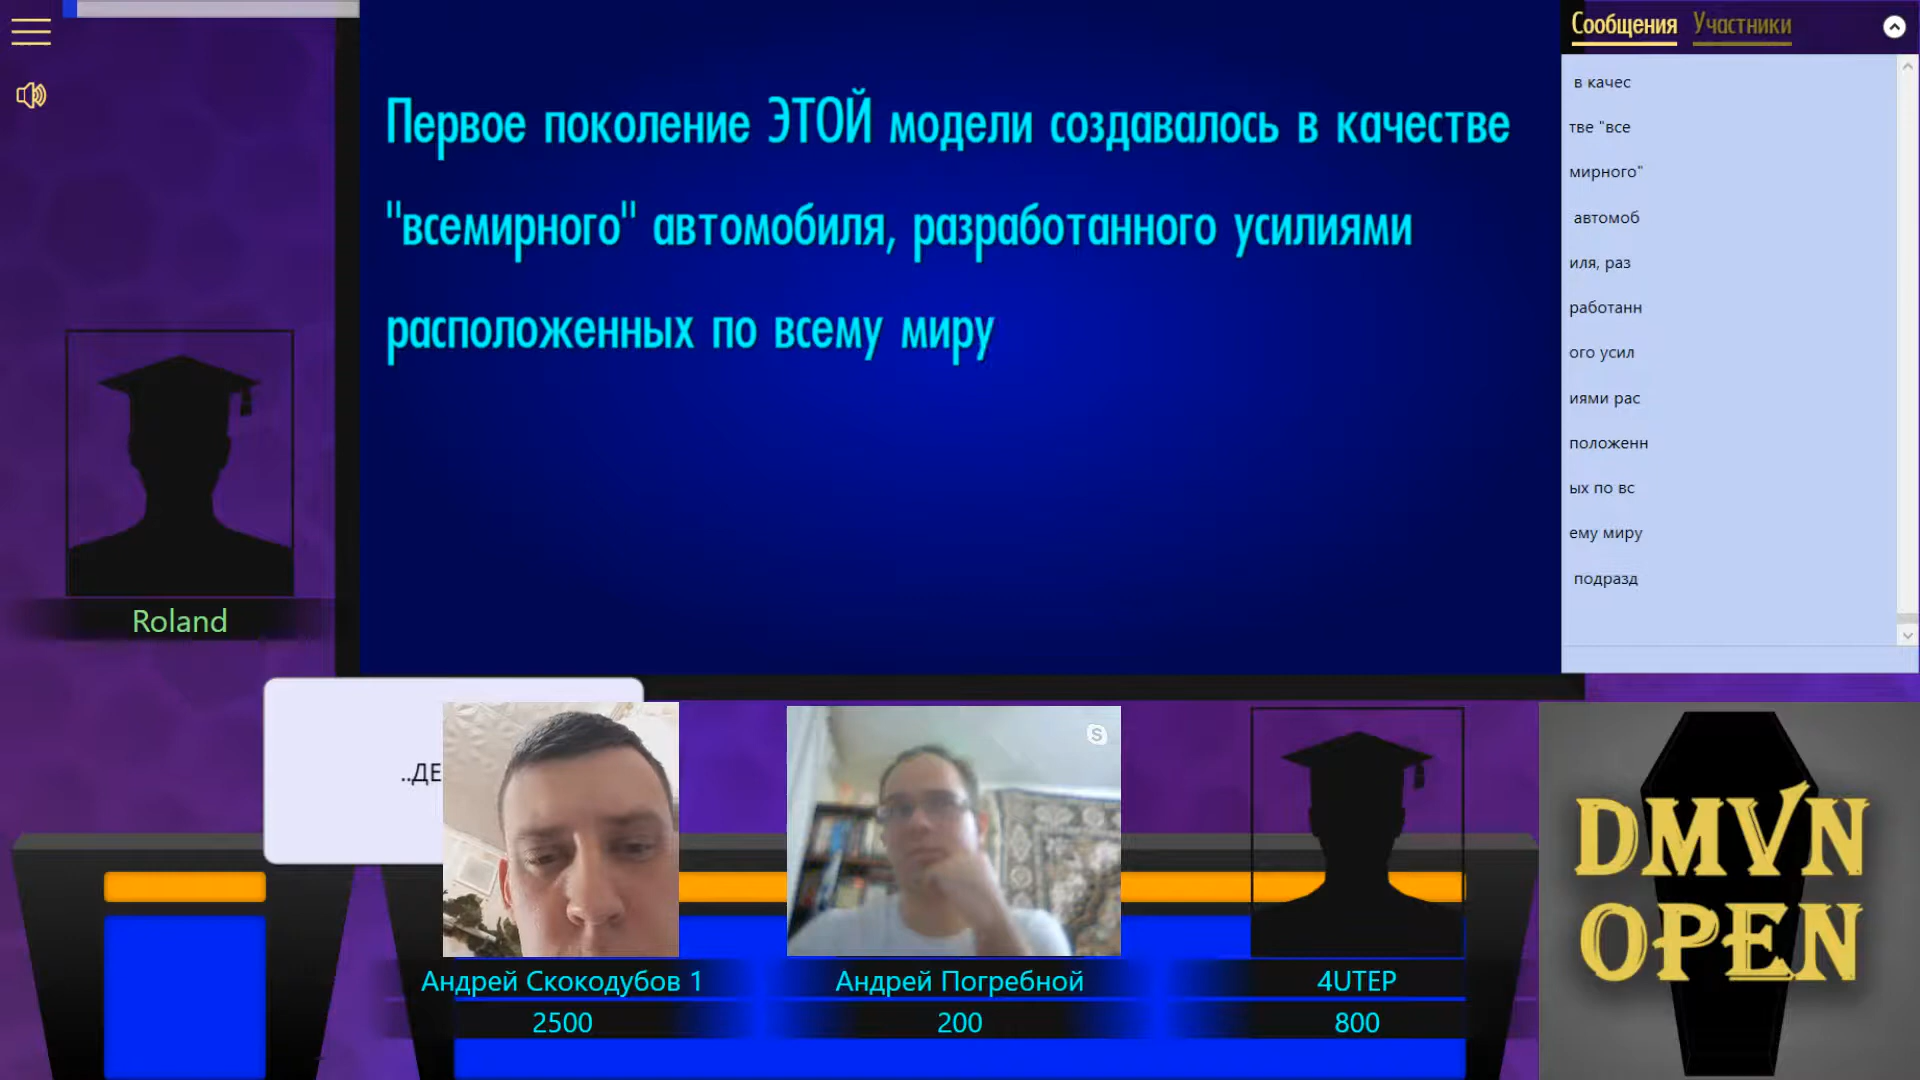 Сообщения Участники
Первое поколение ЭТОЙ модели создавалось в качестве
"всемирного" автомобиля, разработанного усилиями
расположенных по всему миру
в качес
тве "все
мирного"
автомоб
иля, раз
работанн
ого усил
иями рас
положенн
ых по вс
ему миру
подразд
Roland
..ДЕ
S
Андрей Скокодубов 1
2500
Андрей Погребной
200
4UTEP
800
DMVN
OPEN